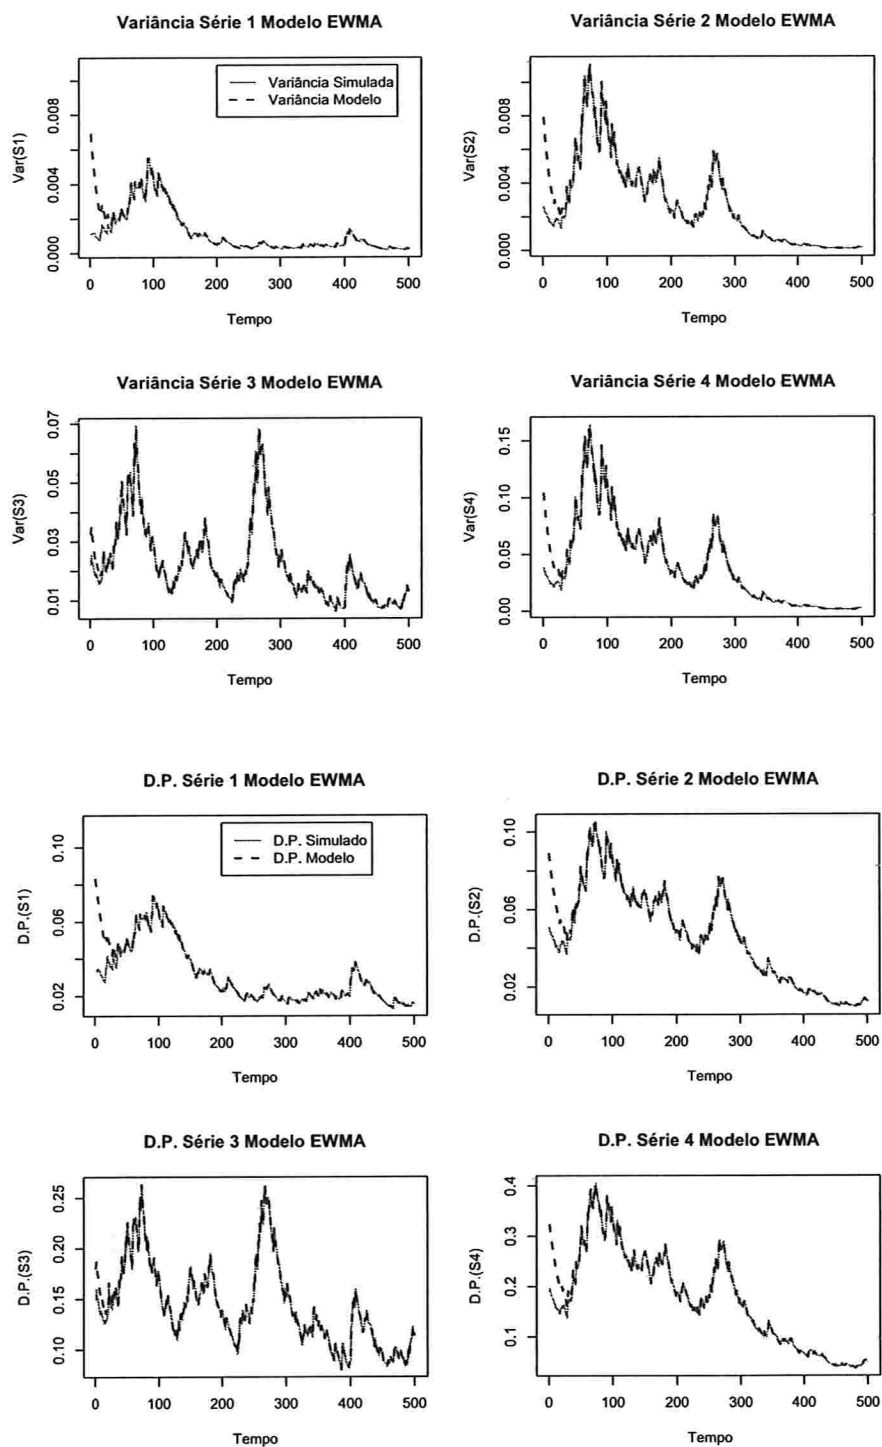 Variância Série 1 Modelo EWMA
Var(S1)
0.000
0.004
0.008
Variância Simulada
Variância Modelo
0 100 200 300 400 500
Tempo
Variância Série 2 Modelo EWMA
Var(S2)
0.000
0.004
0.008
0 100 200 300 400 500
Tempo
Variância Série 3 Modelo EWMA
Var(S3)
0.01
0.03
0.05
0.07
0 100 200 300 400 500
Tempo
Variância Série 4 Modelo EWMA
Var(S4)
0.00
0.05
0.10
0.15
0 100 200 300 400 500
Tempo
D.P. Série 1 Modelo EWMA
D.P.(S1)
0.02
0.06
0.10
D.P. Simulado
D.P. Modelo
0 100 200 300 400 500
Tempo
D.P. Série 2 Modelo EWMA
D.P.(S2)
0.02
0.06
0.10
0 100 200 300 400 500
Tempo
D.P. Série 3 Modelo EWMA
D.P.(S3)
0.10
0.15
0.20
0.25
0 100 200 300 400 500
Tempo
D.P. Série 4 Modelo EWMA
D.P.(S4)
0.1
0.2
0.3
0.4
0 100 200 300 400 500
Tempo